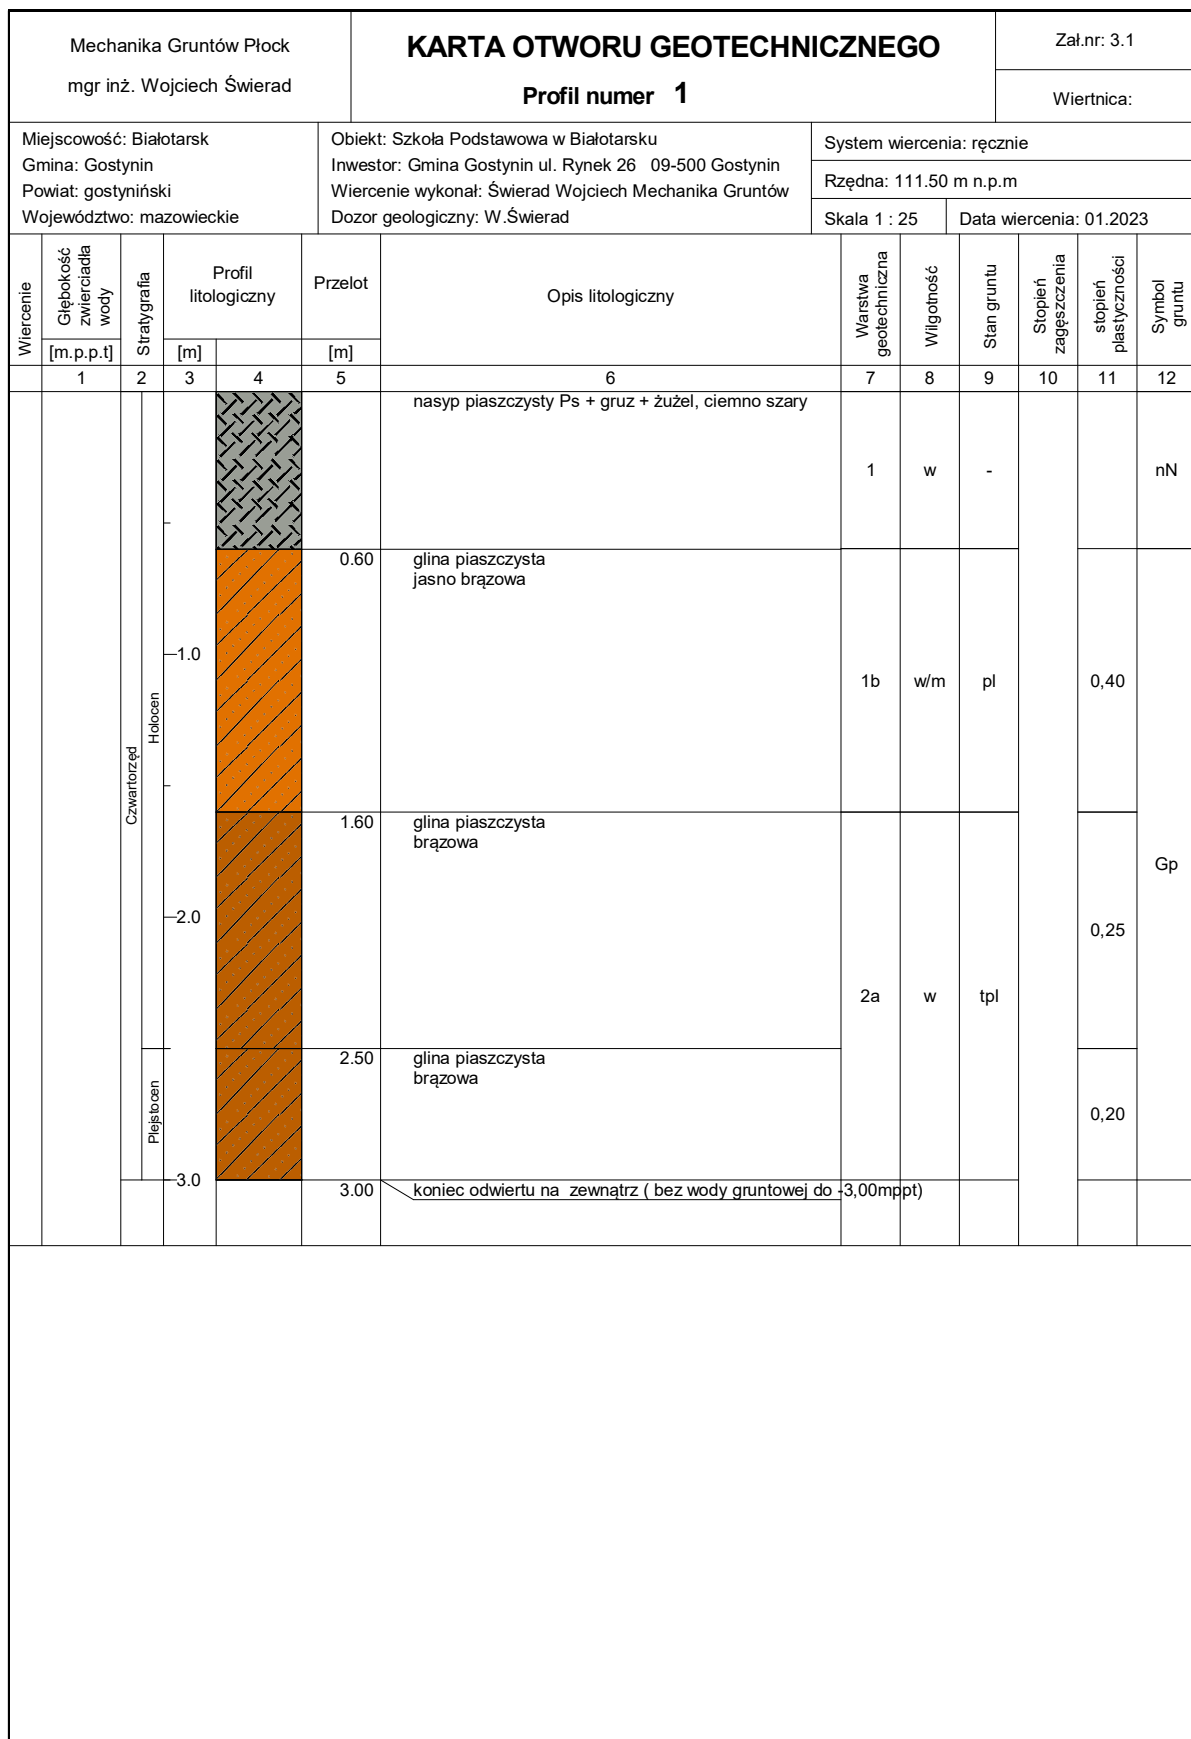 Mechanika Gruntów Płock
mgr inż. Wojciech Świerad
KARTA OTWORU GEOTECHNICZNEGO
Profil numer 1
Zał.nr: 3.1
Wiertnica:
Miejscowość: Białotarsk
Gmina: Gostynin
Powiat: gostyniński
Województwo: mazowieckie
Obiekt: Szkoła Podstawowa w Białotarsku
Inwestor: Gmina Gostynin ul. Rynek 26 09-500 Gostynin
Wiercenie wykonał: Świerad Wojciech Mechanika Gruntów
Dozor geologiczny: W.Świerad
System wiercenia: ręcznie
Rzędna: 111.50 m n.p.m
Skala 1 : 25
Data wiercenia: 01.2023
Wiercenie
Głębokość
zwierciadła
wody
[m.p.p.t]
Stratygrafia
Profil
litologiczny
[m]
Przelot
[m]
Opis litologiczny
Warstwa
geotechniczna
Wilgotność
Stan gruntu
Stopień
zagęszczenia
stopień
plastyczności
Symbol
gruntu
1 2 3 4 5 6 7 8 9 10 11 12
nasyp piaszczysty Ps + gruz + żużel, ciemno szary
1 w - nN
0.60 glina piaszczysta
jasno brązowa
1.0
1b w/m pl 0,40
Holocen
Czwartorzęd
1.60 glina piaszczysta
brązowa
Gp
2.0
0,25
2a w tpl
2.50 glina piaszczysta
brązowa
Plejstocen
0,20
3.0
3.00 koniec odwiertu na zewnątrz ( bez wody gruntowej do -3,00mppt)